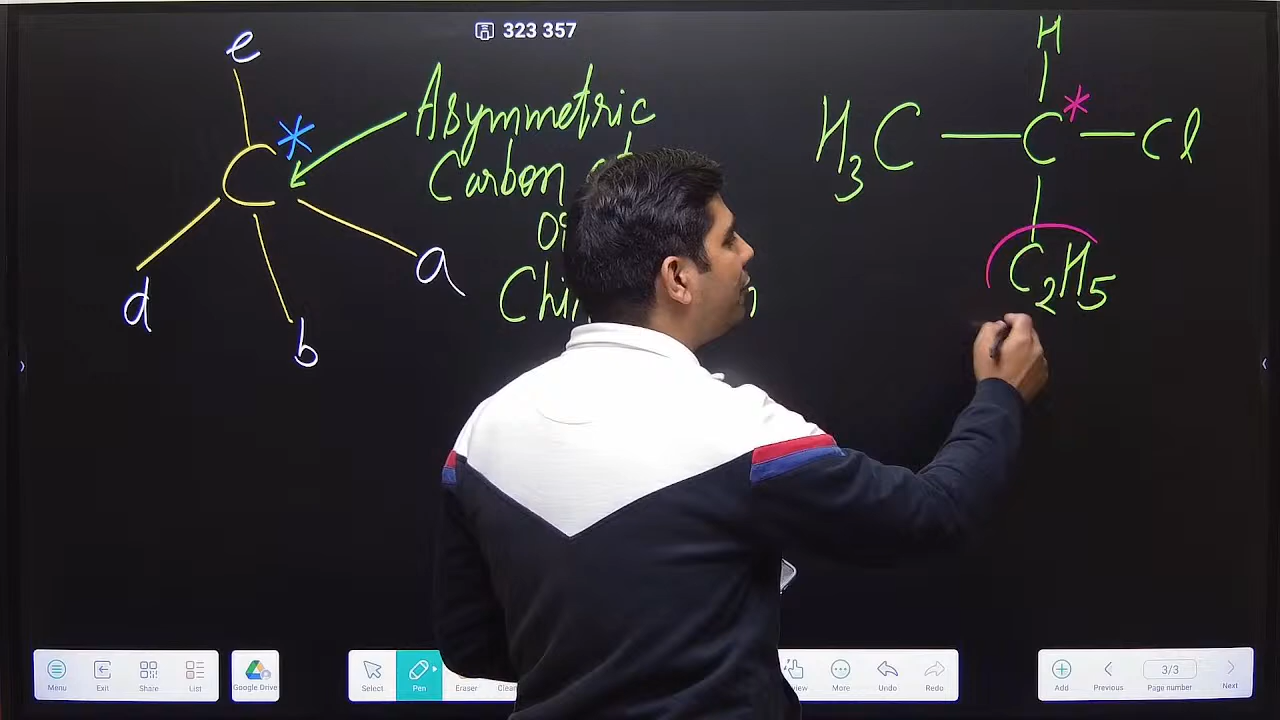 323 357
e
C*
d
b
a
Asymmetric
Carbon
H
H3C — C* — Cl
C2H5
Menu
Exit
Share
List
Google Drive
Select
Pen
Eraser
More
Undo
Redo
Add
Previous
3/3
Page number
Next